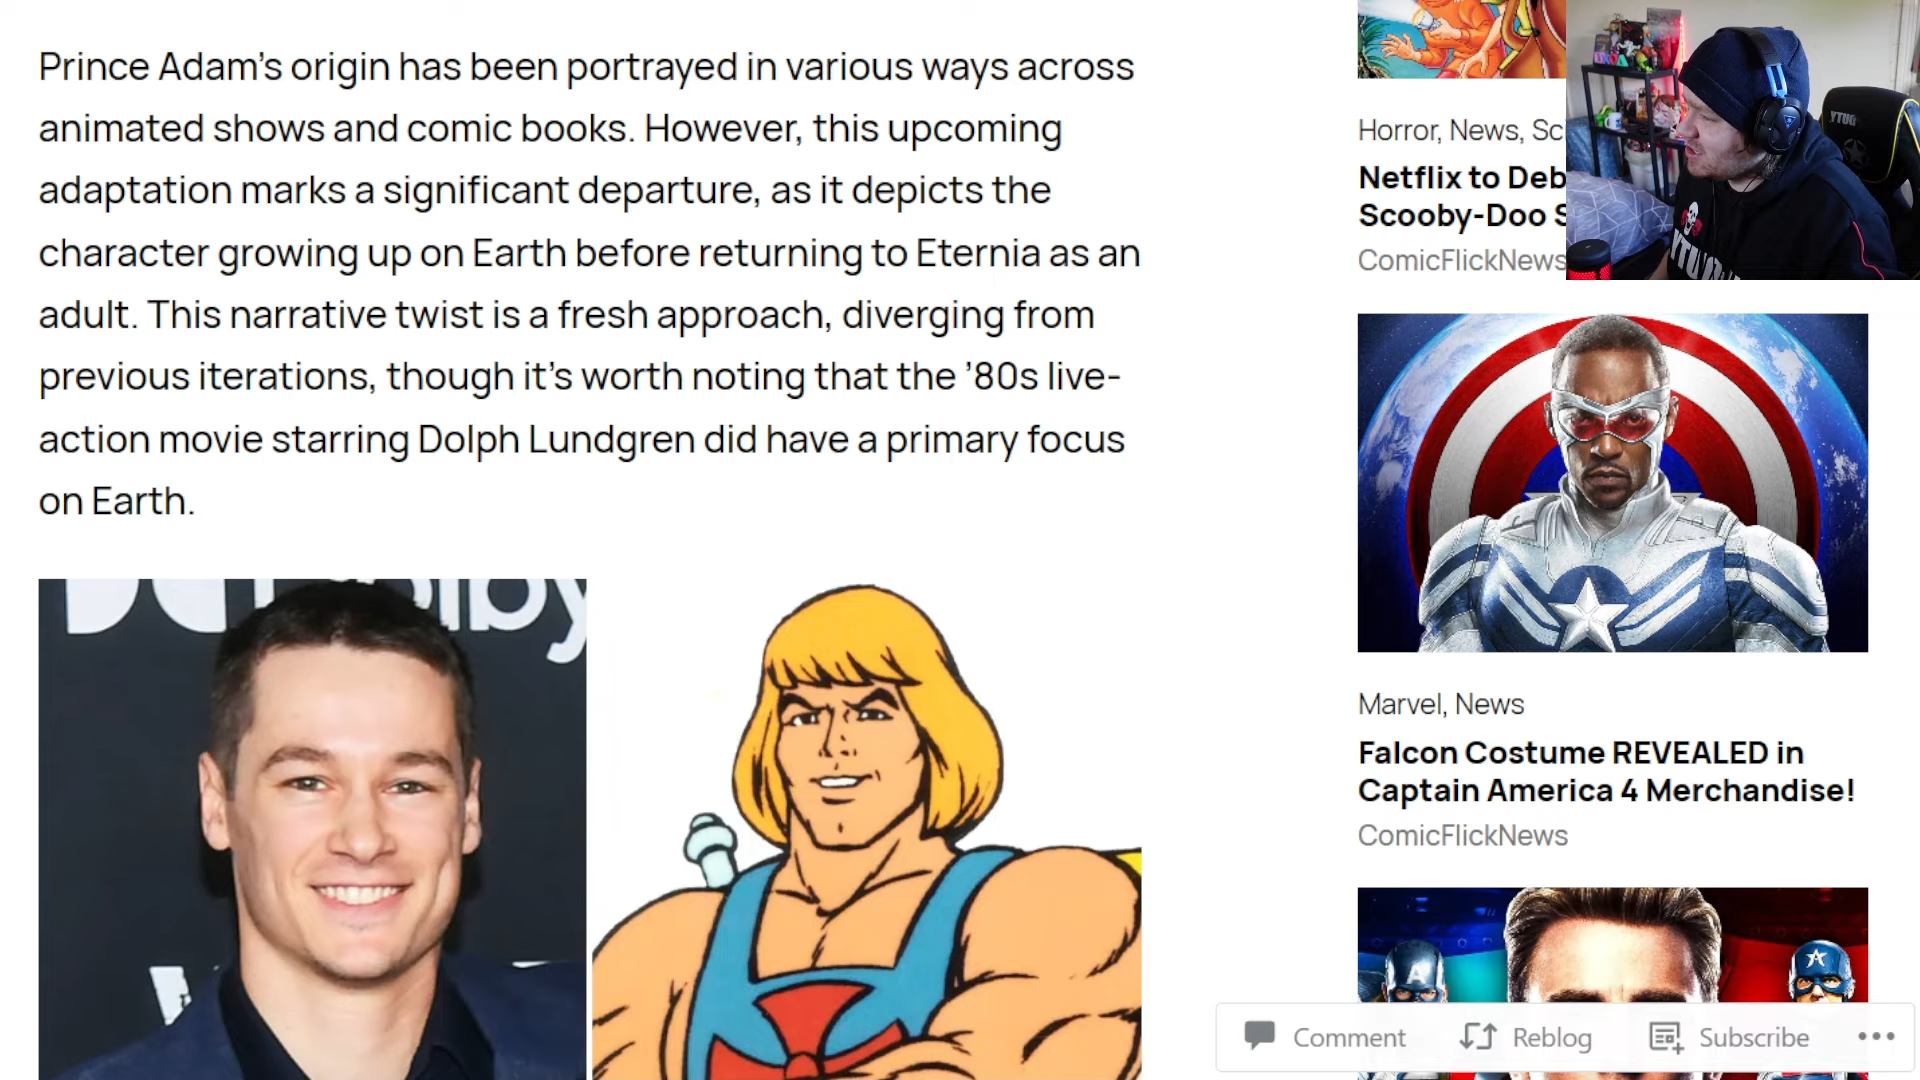 Prince Adam’s origin has been portrayed in various ways across
animated shows and comic books. However, this upcoming
adaptation marks a significant departure, as it depicts the
character growing up on Earth before returning to Eternia as an
adult. This narrative twist is a fresh approach, diverging from
previous iterations, though it’s worth noting that the ’80s live-
action movie starring Dolph Lundgren did have a primary focus
on Earth.
Horror, News, Sc
Netflix to Deb
Scooby-Doo S
ComicFlickNews
YTUG
Marvel, News
Falcon Costume REVEALED in
Captain America 4 Merchandise!
ComicFlickNews
Comment
Reblog
Subscribe